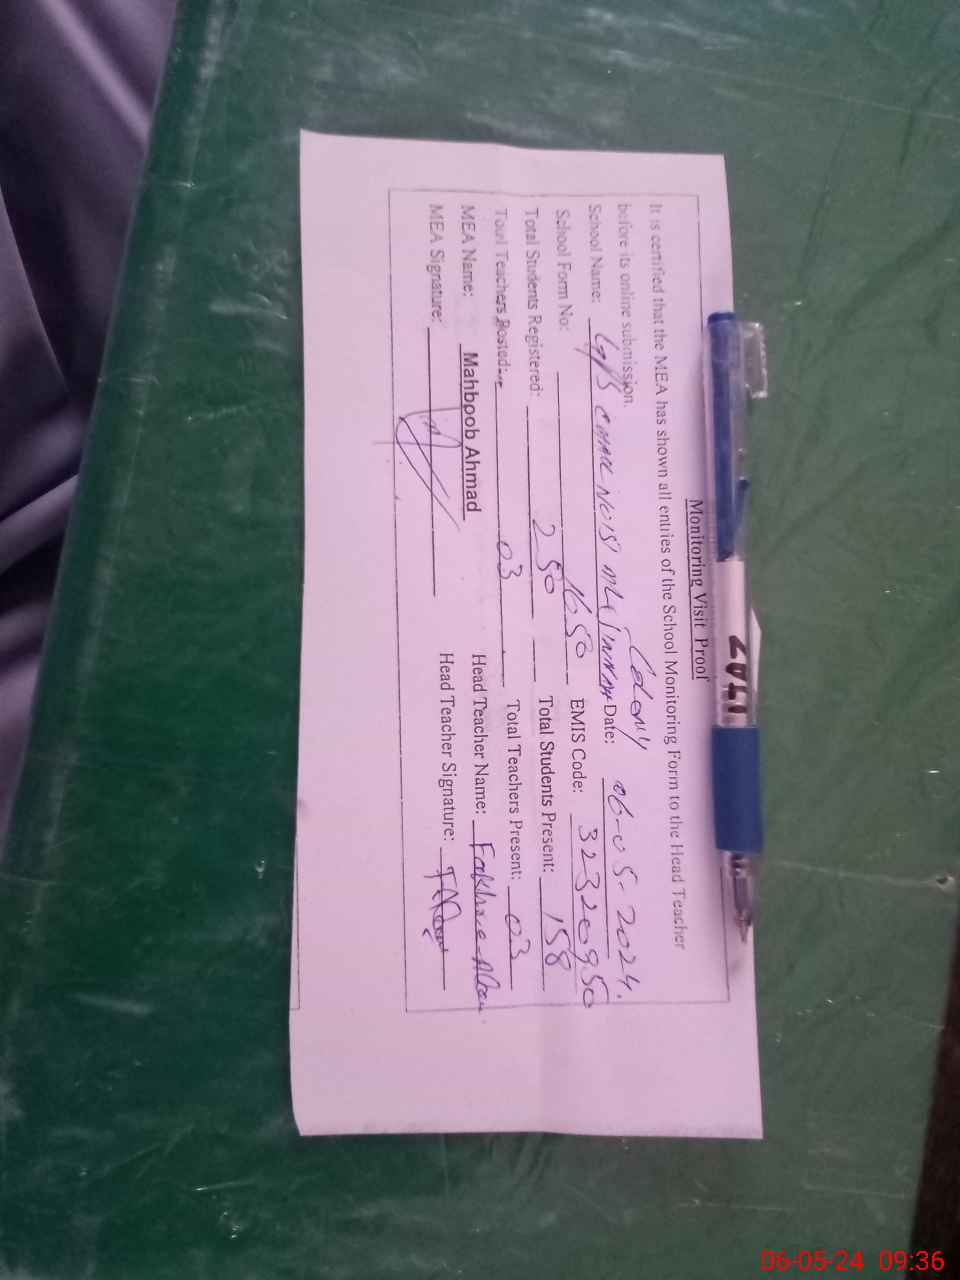 Monitoring Visit Proof
It is certified that the MEA has shown all entries of the School Monitoring Form to the Head Teacher
before its online submission.
Colony
School Name: Date: 06-05-2024.
School Form No: 1650 EMIS Code: 32320950
Total Students Registered: 250 Total Students Present: 158
Total Teachers Posted: 03 Total Teachers Present: 03
MEA Name: Mahboob Ahmad Head Teacher Name:
MEA Signature: Head Teacher Signature:
06-05-24 09:36